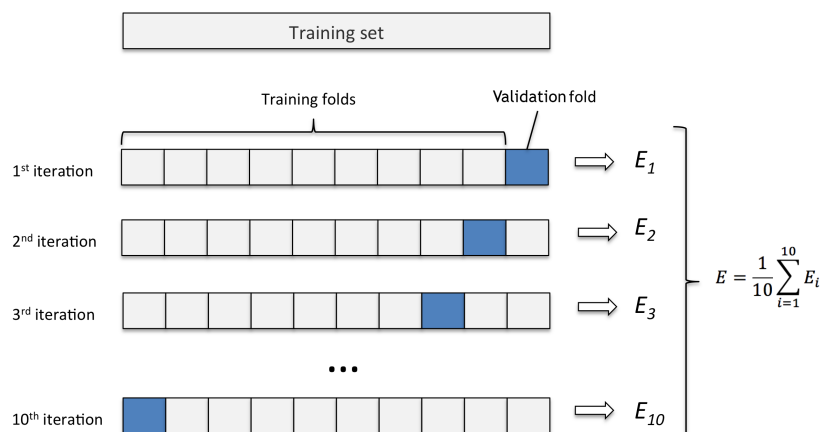 Training set
Training folds
Validation fold
1st iteration
E1
2nd iteration
E2
E = 1/10 10∑i=1 Ei
3rd iteration
E3
...
10th iteration
E10